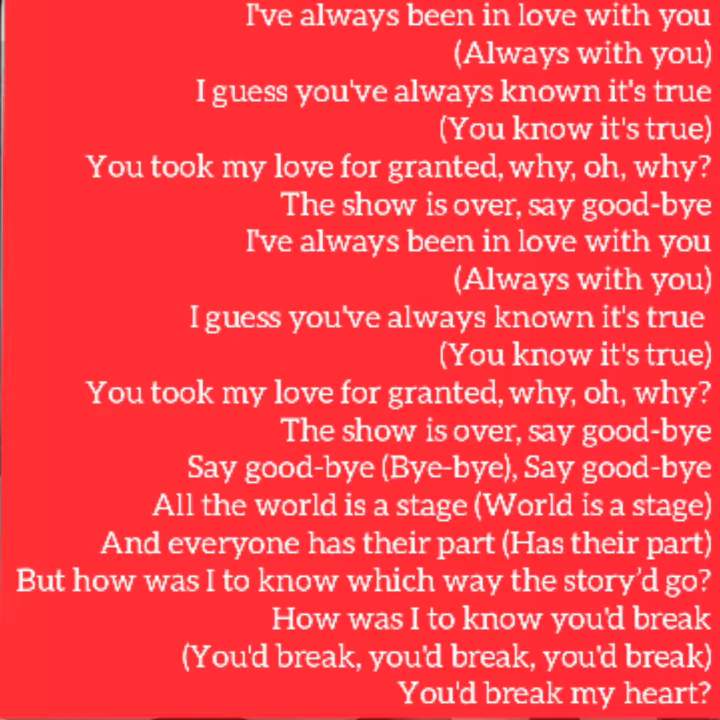 I've always been in love with you
(Always with you)
I guess you've always known it's true
(You know it's true)
You took my love for granted, why, oh, why?
The show is over, say good-bye
I've always been in love with you
(Always with you)
I guess you've always known it's true
(You know it's true)
You took my love for granted, why, oh, why?
The show is over, say good-bye
Say good-bye (Bye-bye), Say good-bye
All the world is a stage (World is a stage)
And everyone has their part (Has their part)
But how was I to know which way the story’d go?
How was I to know you'd break
(You'd break, you'd break, you'd break)
You'd break my heart?